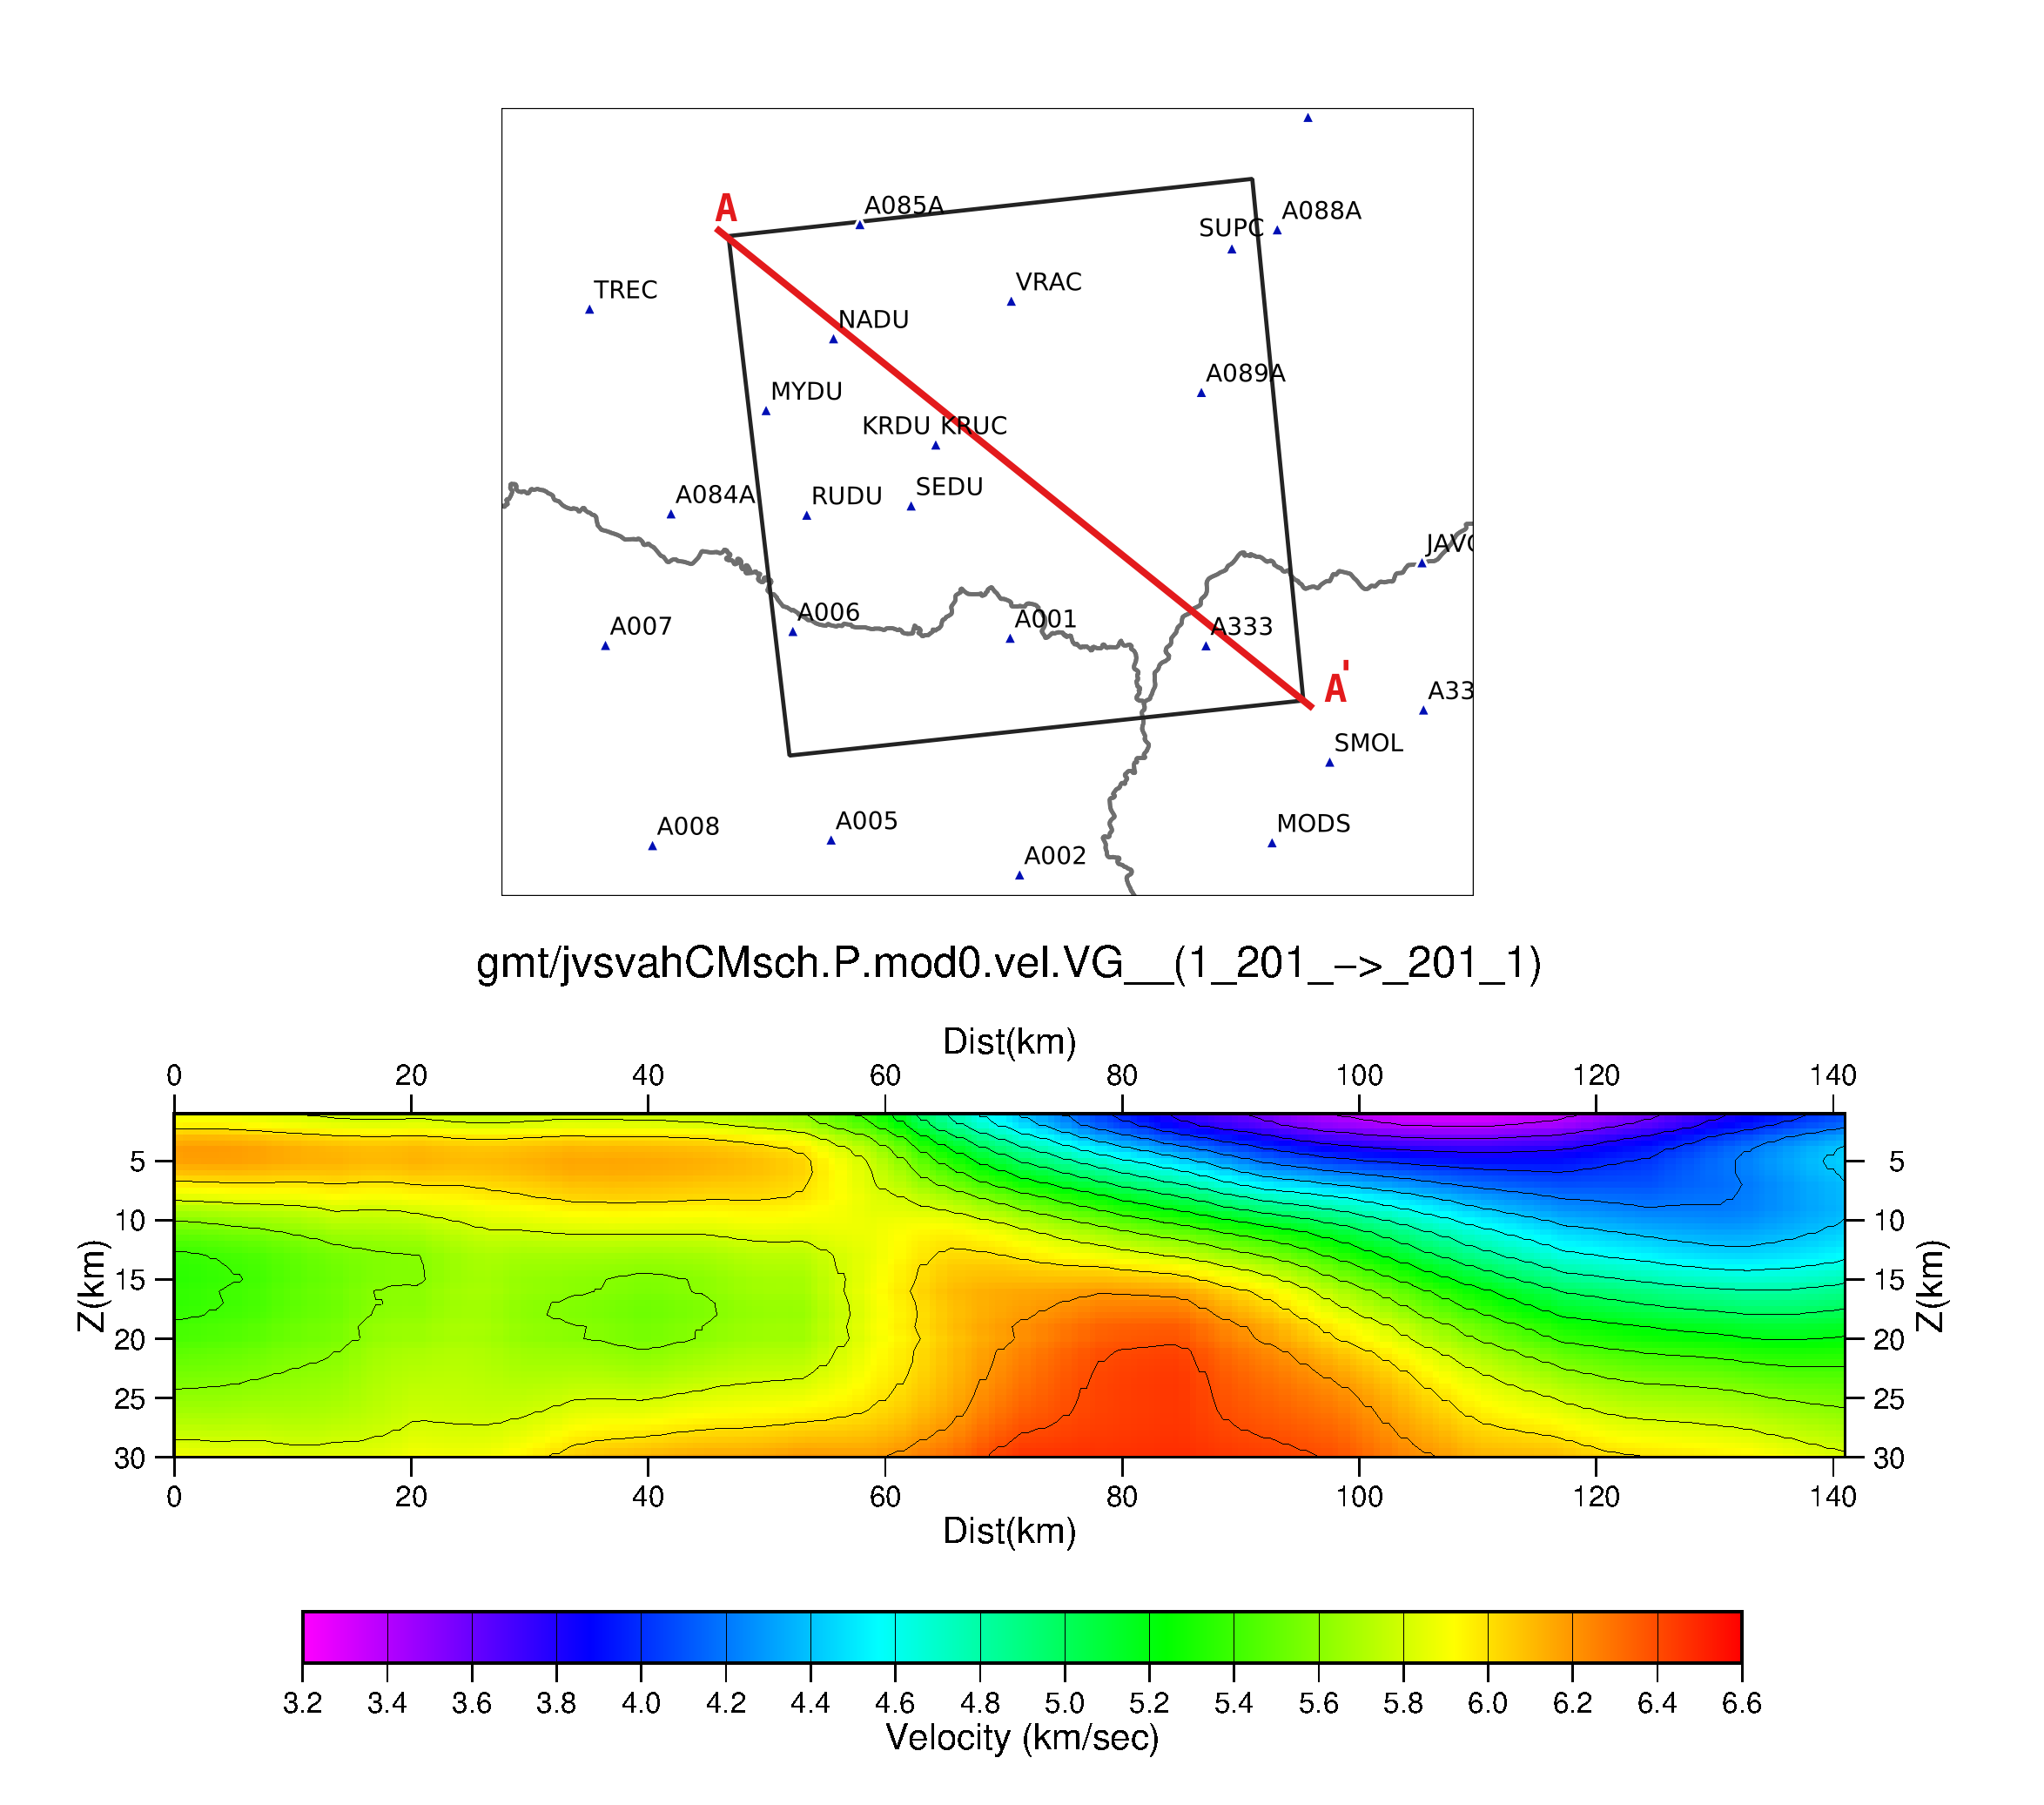 A
A085A
A088A
SUPC
TREC
VRAC
NADU
A089A
MYDU
KRDU KRUC
SEDU
A084A
RUDU
JAVC
A006
A001
A007
A333
A'
A33
SMOL
A008
A005
MODS
A002
gmt/jvsvahCMsch.P.mod0.vel.VG__(1_201_−>_201_1)
Dist(km)
0 20 40 60 80 100 120 140
5 5
10 10
Z(km) Z(km)
15 15
20 20
25 25
30 30
0 20 40 60 80 100 120 140
Dist(km)
3.2 3.4 3.6 3.8 4.0 4.2 4.4 4.6 4.8 5.0 5.2 5.4 5.6 5.8 6.0 6.2 6.4 6.6
Velocity (km/sec)